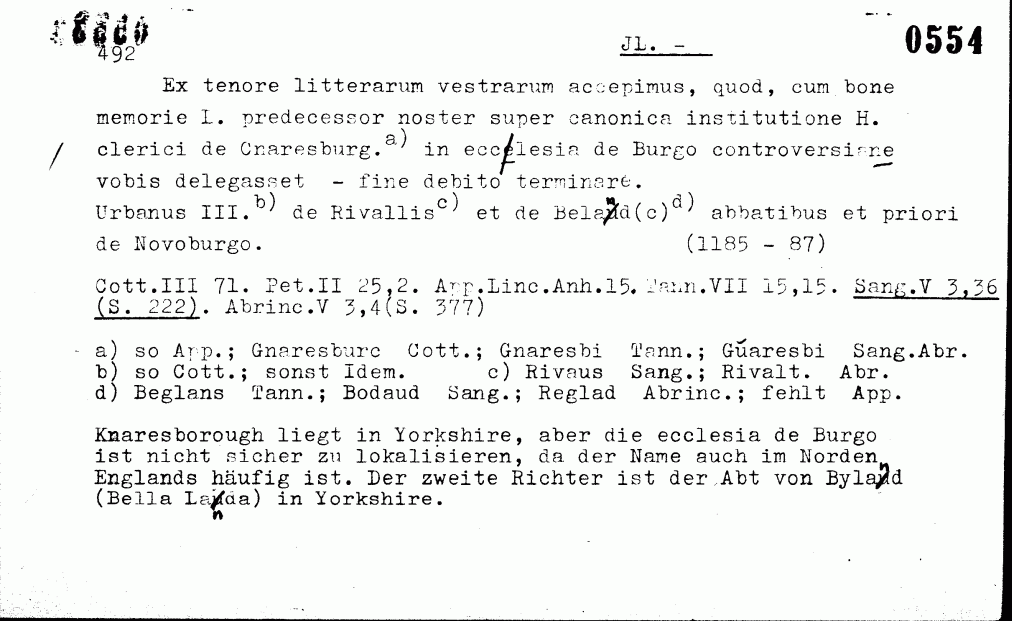 492
JL. -
0554
Ex tenore litterarum vestrarum accepimus, quod, cum bone
memorie I. predecessor noster super canonica institutione H.
/ clerici de Cnaresburg.a) in ecclesia de Burgo controversiane
vobis delegasset - fine debito terminare.
Urbanus III.b) de Rivallis c) et de Beland(c)d) abbatibus et priori
de Novoburgo. (1185 - 87)
Cott.III 71. Pet.II 25,2. App.Linc.Anh.15. Tann.VII 15,15. Sang.V 3,36
(S. 222). Abrinc.V 3,4(S. 377)
a) so App.; Gnaresburc Cott.; Gnaresbi Tann.; Guaresbi Sang.Abr.
b) so Cott.; sonst Idem. c) Rivaus Sang.; Rivalt. Abr.
d) Beglans Tann.; Bodaud Sang.; Reglad Abrinc.; fehlt App.
Knaresborough liegt in Yorkshire, aber die ecclesia de Burgo
ist nicht sicher zu lokalisieren, da der Name auch im Norden
Englands häufig ist. Der zweite Richter ist der Abt von Byland
(Bella Landa) in Yorkshire.